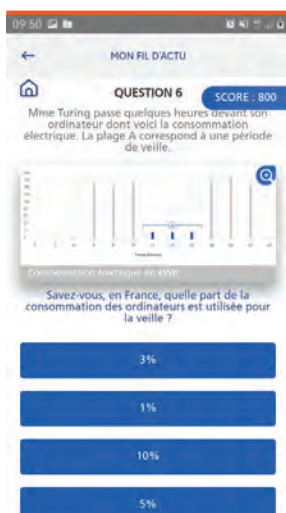 09:50
MON FIL D'ACTU
QUESTION 6
SCORE : 800
Mme Turing passe quelques heures devant son
ordinateur dont voici la consommation
électrique. La plage A correspond à une période
de veille.
Consommation électrique en kWh
Savez-vous, en France, quelle part de la
consommation des ordinateurs est utilisée pour
la veille ?
3%
1%
10%
5%